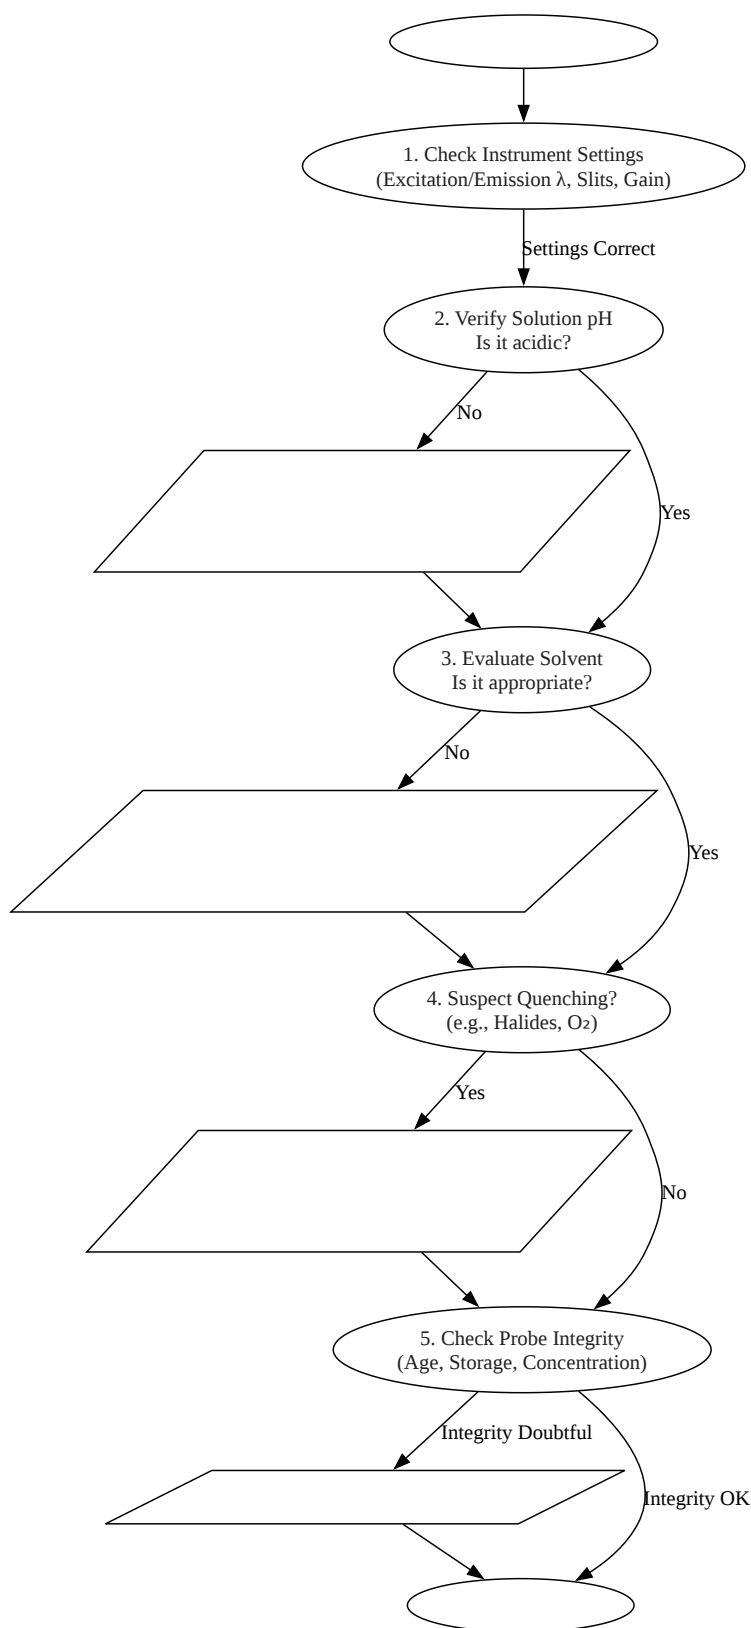 1. Check Instrument Settings
(Excitation/Emission λ, Slits, Gain)
Settings Correct
2. Verify Solution pH
Is it acidic?
No
Yes
3. Evaluate Solvent
Is it appropriate?
No
Yes
4. Suspect Quenching?
(e.g., Halides, O₂)
Yes
No
5. Check Probe Integrity
(Age, Storage, Concentration)
Integrity Doubtful
Integrity OK